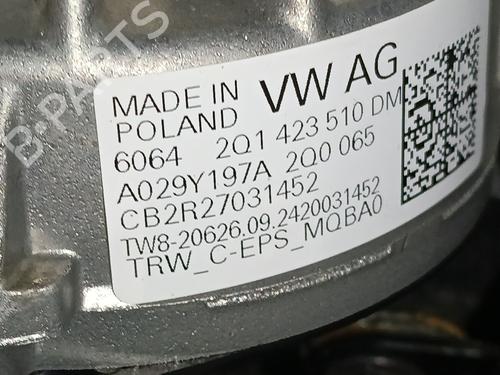 B-PARTS
MADE IN
POLAND
VW AG
6064 2Q1 423 510 DM
A029Y197A 2Q0 065
CB2R27031452
TW8-20626.09.2420031452
TRW_C-EPS_MQBA0